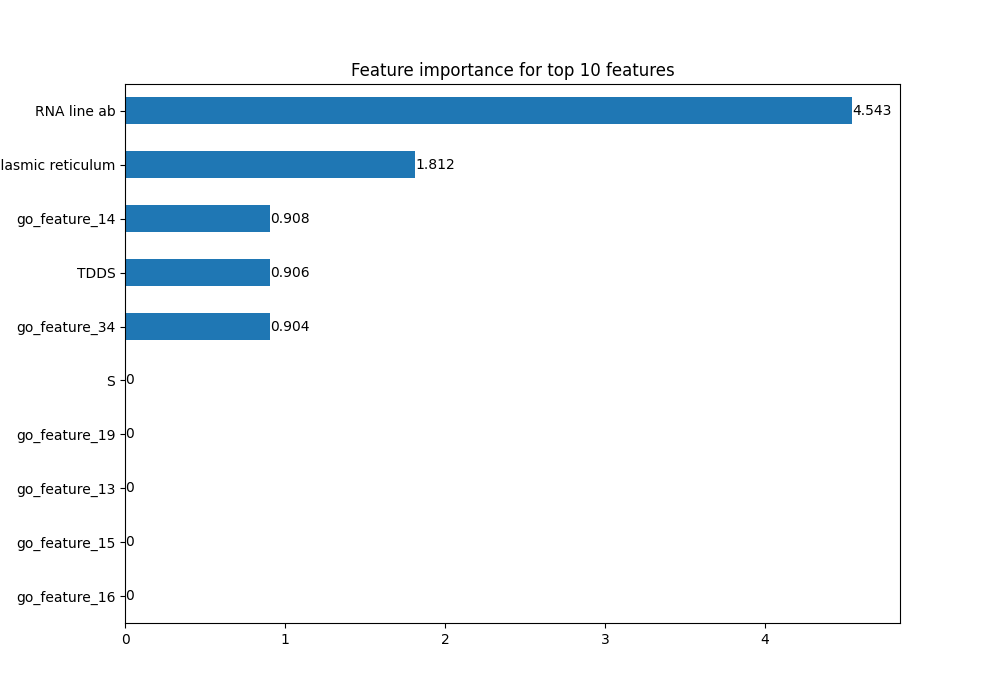 Feature importance for top 10 features
RNA line ab 4.543
lasmic reticulum 1.812
go_feature_14 0.908
TDDS 0.906
go_feature_34 0.904
S 0
go_feature_19 0
go_feature_13 0
go_feature_15 0
go_feature_16 0
0 1 2 3 4